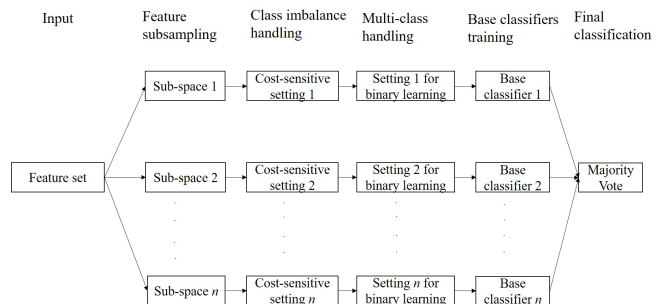 Input
Feature
subsampling
Class imbalance
handling
Multi-class
handling
Base classifiers
training
Final
classification
Sub-space 1
Cost-sensitive
setting 1
Setting 1 for
binary learning
Base
classifier 1
Feature set
Sub-space 2
Cost-sensitive
setting 2
Setting 2 for
binary learning
Base
classifier 2
Majority
Vote
Sub-space n
Cost-sensitive
setting n
Setting n for
binary learning
Base
classifier n